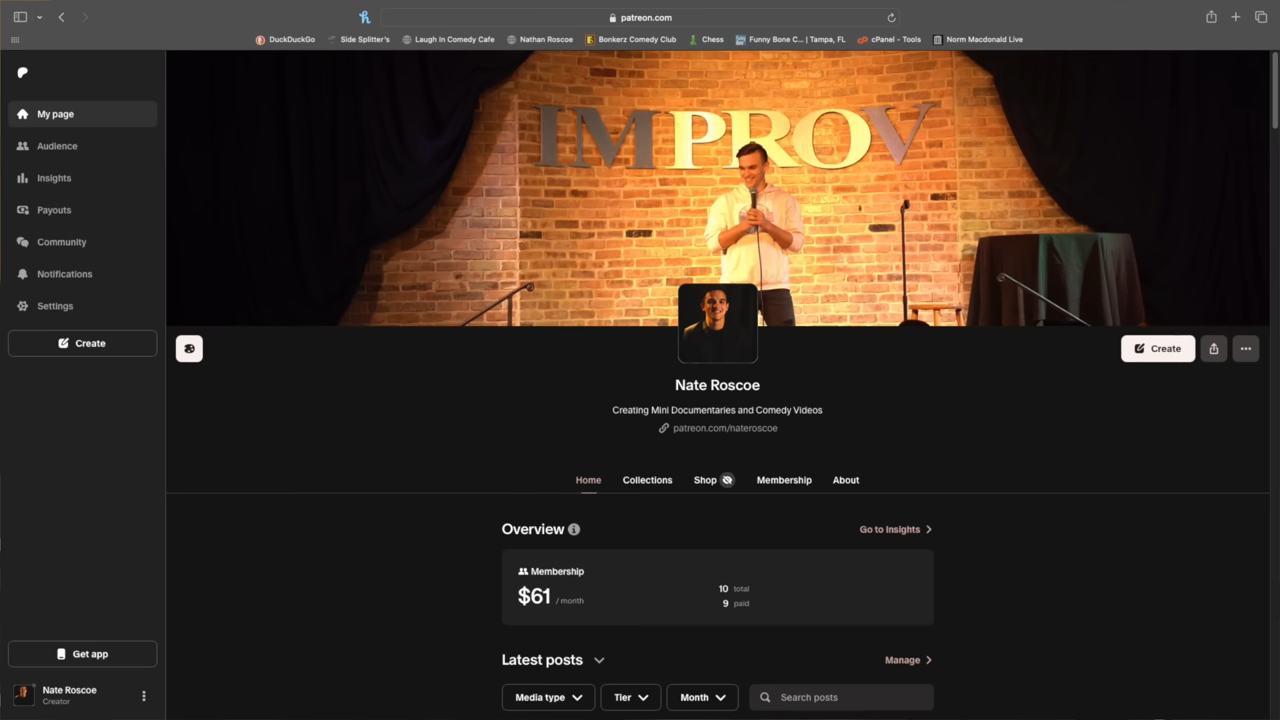 patreon.com
DuckDuckGo Side Splitter's Laugh In Comedy Cafe Nathan Roscoe Bonkerz Comedy Club Chess Funny Bone C... | Tampa, FL cPanel - Tools Norm Macdonald Live
My page
Audience
Insights
Payouts
Community
Notifications
Settings
Create
Get app
Nate Roscoe
Creator
IMPROV
Create
Nate Roscoe
Creating Mini Documentaries and Comedy Videos
patreon.com/nateroscoe
Home Collections Shop Membership About
Overview Go to Insights
Membership
$61 / month
10 total
9 paid
Latest posts Manage
Media type Tier Month Search posts